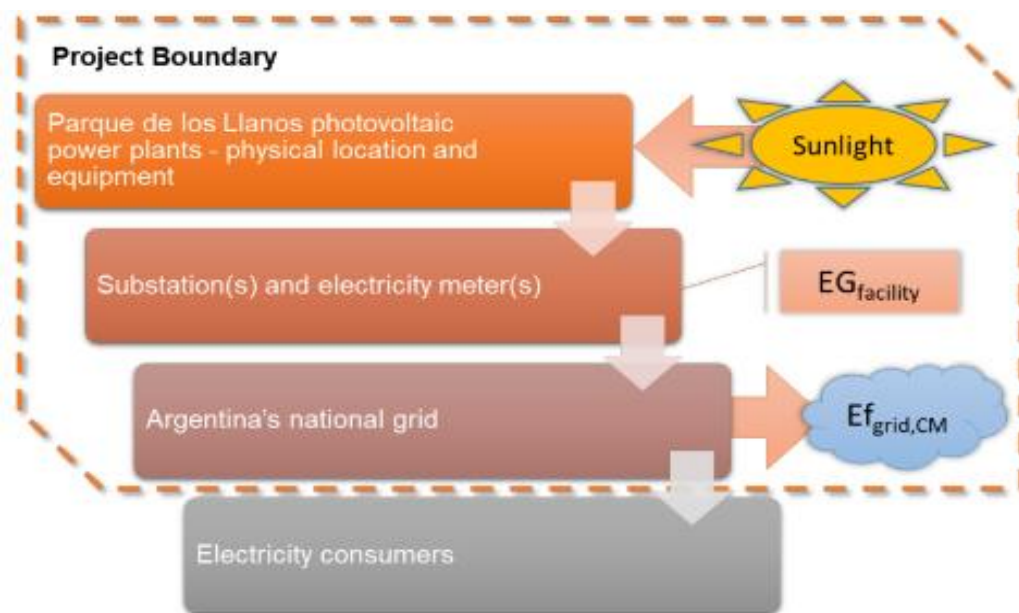 Project Boundary
Parque de los Llanos photovoltaic
power plants - physical location and
equipment
Sunlight
Substation(s) and electricity meter(s)
EGfacility
Argentina's national grid
Efgrid,CM
Electricity consumers